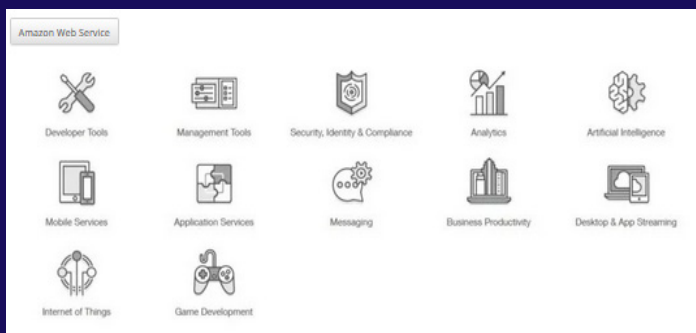 Amazon Web Service
Developer Tools
Management Tools
Security, Identity & Compliance
Analytics
Artificial Intelligence
Mobile Services
Application Services
Messaging
Business Productivity
Desktop & App Streaming
Internet of Things
Game Development